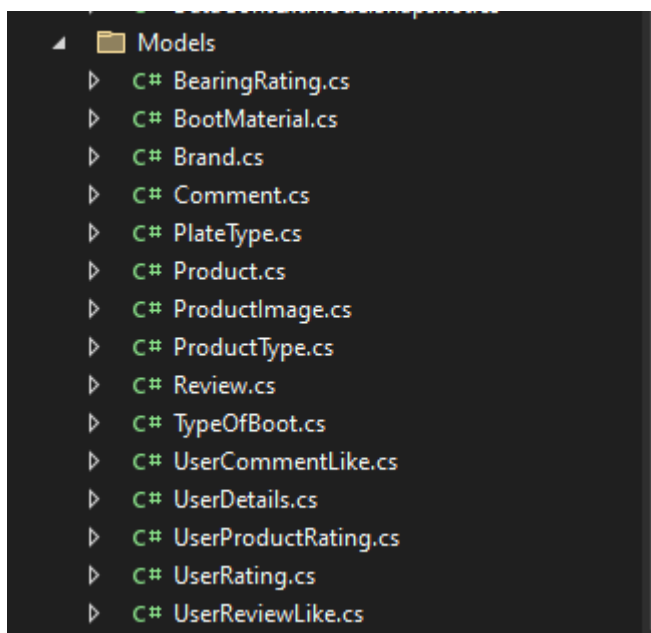 Models
C# BearingRating.cs
C# BootMaterial.cs
C# Brand.cs
C# Comment.cs
C# PlateType.cs
C# Product.cs
C# ProductImage.cs
C# ProductType.cs
C# Review.cs
C# TypeOfBoot.cs
C# UserCommentLike.cs
C# UserDetails.cs
C# UserProductRating.cs
C# UserRating.cs
C# UserReviewLike.cs